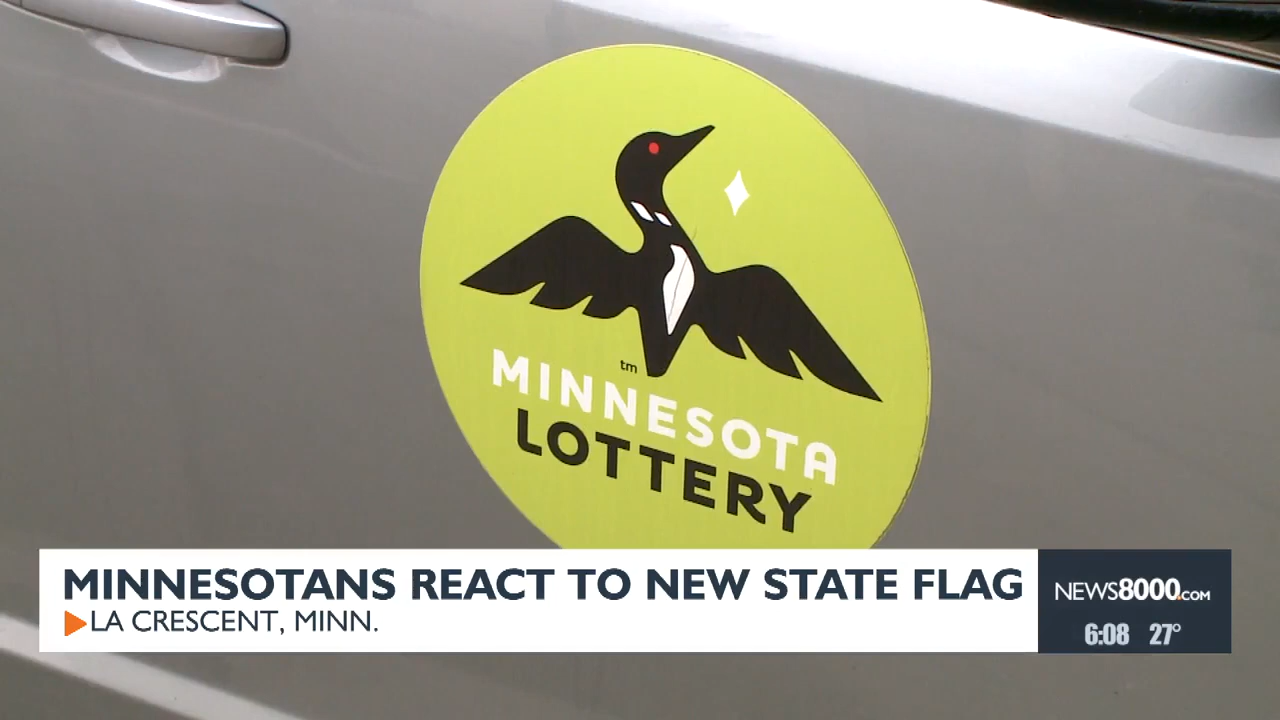 tm
MINNESOTA
LOTTERY
MINNESOTANS REACT TO NEW STATE FLAG
LA CRESCENT, MINN.
NEWS8000.COM
6:08 27°